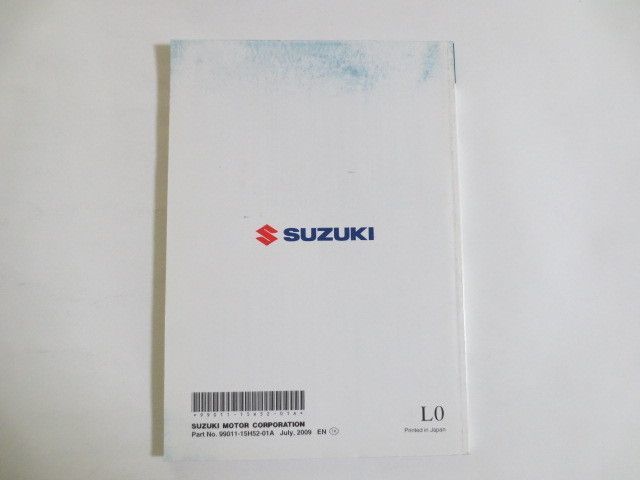 SUZUKI
*99011-15H52-01A*
SUZUKI MOTOR CORPORATION
Part No. 99011-15H52-01A July, 2009 EN
L0
Printed in Japan